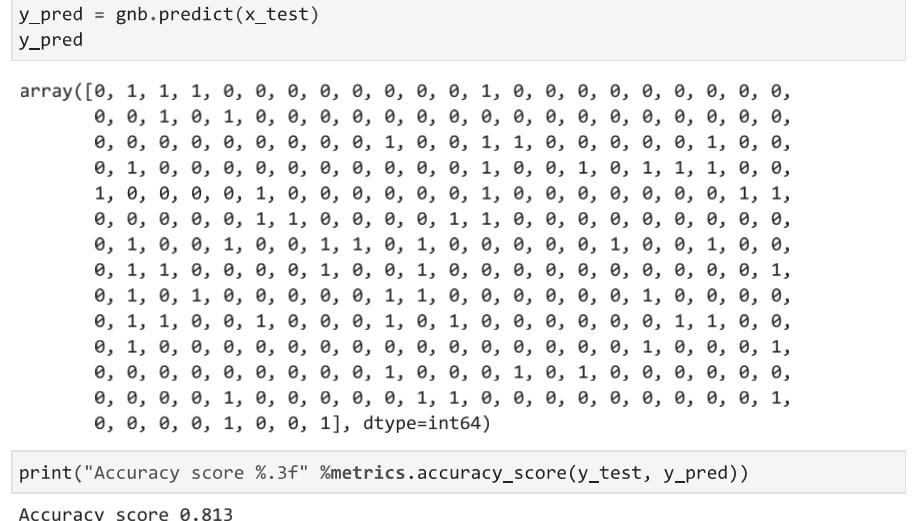 y_pred = gnb.predict(x_test)
y_pred
array([0, 1, 1, 1, 0, 0, 0, 0, 0, 0, 0, 0, 1, 0, 0, 0, 0, 0, 0, 0, 0, 0,
0, 0, 1, 0, 1, 0, 0, 0, 0, 0, 0, 0, 0, 0, 0, 0, 0, 0, 0, 0, 0, 0,
0, 0, 0, 0, 0, 0, 0, 0, 0, 1, 0, 0, 1, 1, 0, 0, 0, 0, 0, 1, 0, 0,
0, 1, 0, 0, 0, 0, 0, 0, 0, 0, 0, 0, 1, 0, 0, 1, 0, 1, 1, 1, 0, 0,
1, 0, 0, 0, 0, 1, 0, 0, 0, 0, 0, 0, 1, 0, 0, 0, 0, 0, 0, 0, 1, 1,
0, 0, 0, 0, 0, 1, 1, 0, 0, 0, 0, 1, 1, 0, 0, 0, 0, 0, 0, 0, 0, 0,
0, 1, 0, 0, 1, 0, 0, 1, 1, 0, 1, 0, 0, 0, 0, 0, 1, 0, 0, 1, 0, 0,
0, 1, 1, 0, 0, 0, 0, 1, 0, 0, 1, 0, 0, 0, 0, 0, 0, 0, 0, 0, 0, 1,
0, 1, 0, 1, 0, 0, 0, 0, 0, 1, 1, 0, 0, 0, 0, 0, 0, 1, 0, 0, 0, 0,
0, 1, 1, 0, 0, 1, 0, 0, 0, 1, 0, 1, 0, 0, 0, 0, 0, 0, 1, 1, 0, 0,
0, 1, 0, 0, 0, 0, 0, 0, 0, 0, 0, 0, 0, 0, 0, 0, 0, 1, 0, 0, 0, 1,
0, 0, 0, 0, 0, 0, 0, 0, 0, 1, 0, 0, 0, 1, 0, 1, 0, 0, 0, 0, 0, 0,
0, 0, 0, 0, 1, 0, 0, 0, 0, 0, 1, 1, 0, 0, 0, 0, 0, 0, 0, 0, 0, 1,
0, 0, 0, 0, 1, 0, 0, 1], dtype=int64)
print("Accuracy score %.3f" %metrics.accuracy_score(y_test, y_pred))
Accuracy score 0.813